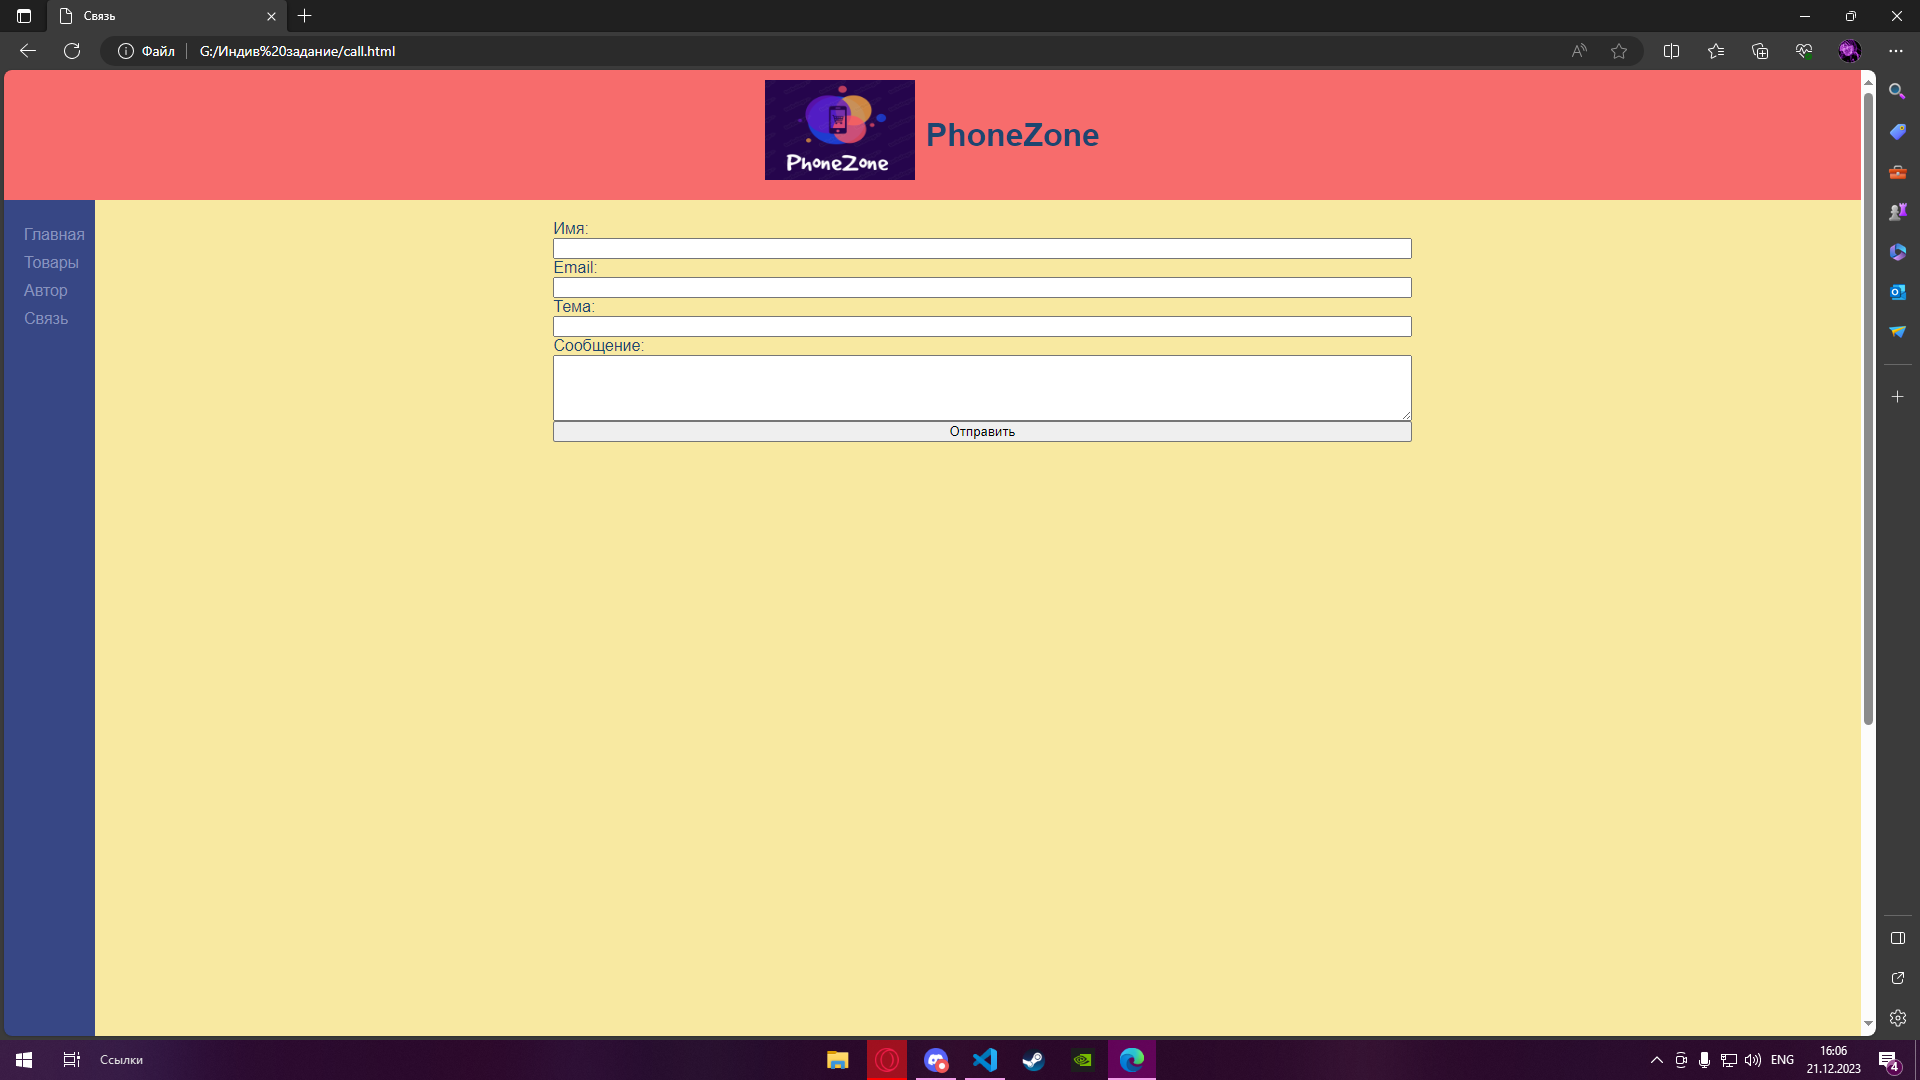 Связь
Файл
G:/Индив%20задание/call.html
PhoneZone
PhoneZone
Главная
Товары
Автор
Связь
Имя:
Email:
Тема:
Сообщение:
Отправить
Ссылки
ENG
16:06
21.12.2023
4